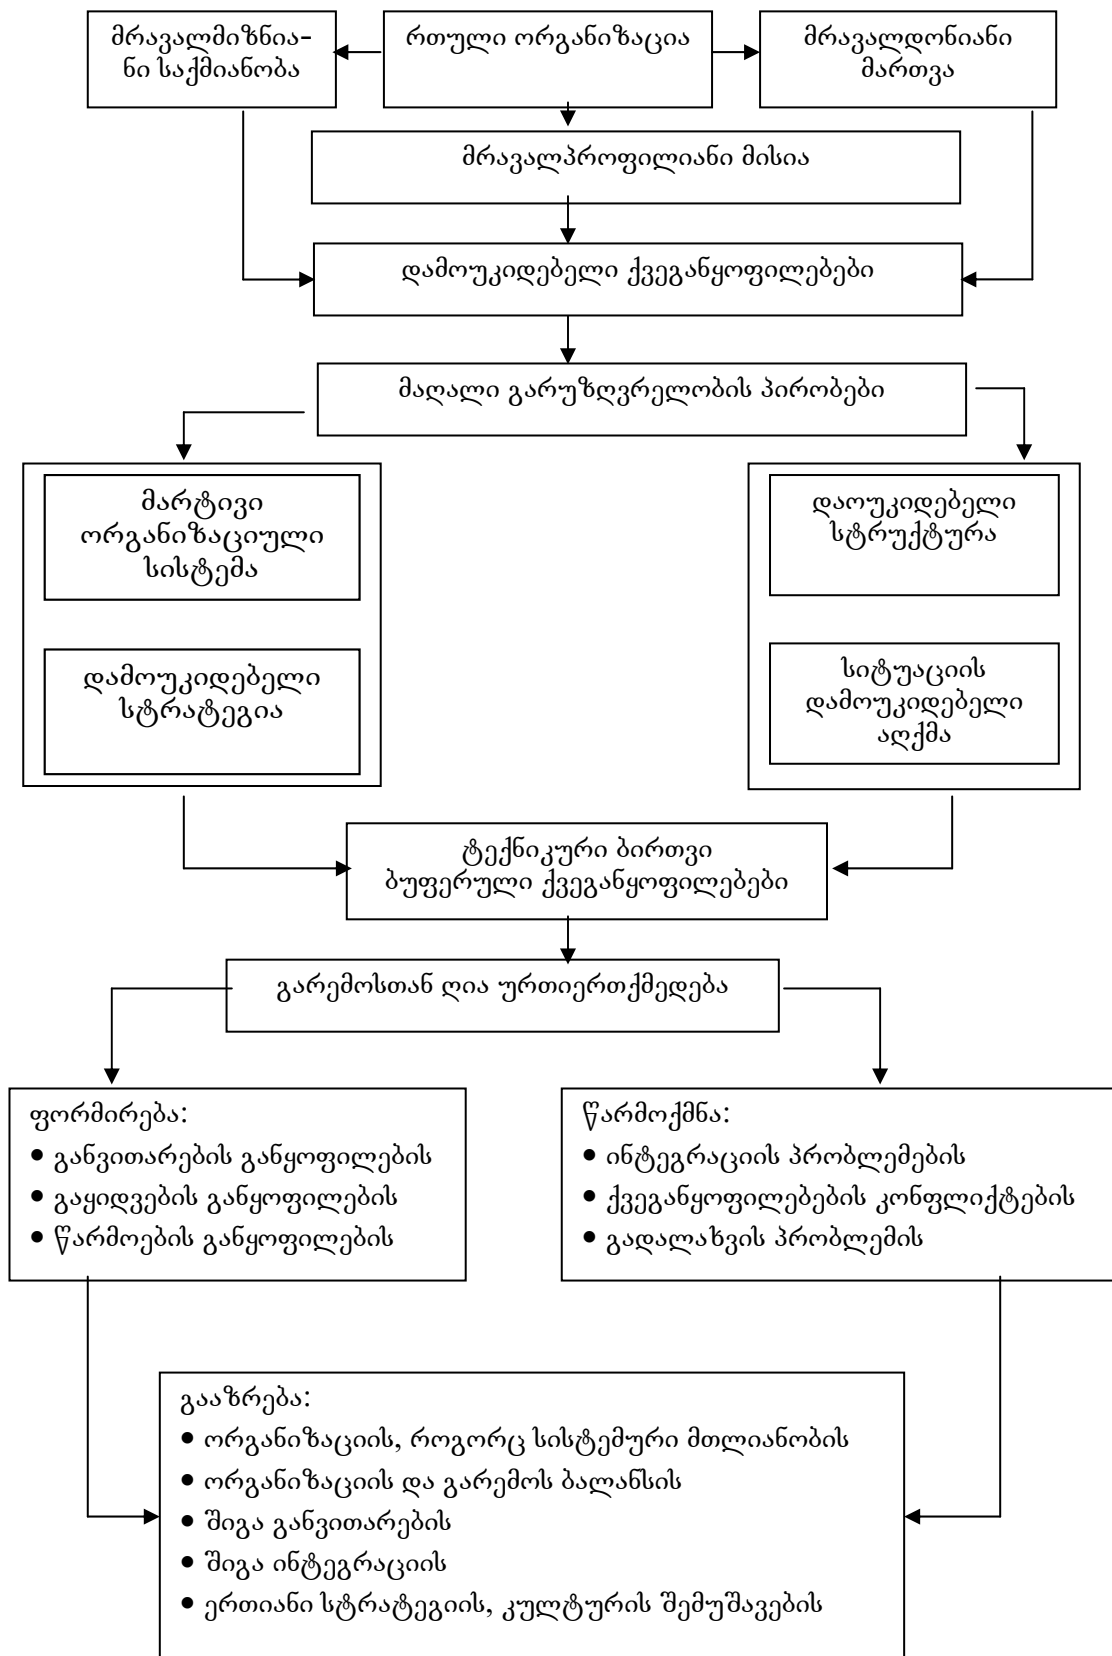 მრავალმიზნია-
ნი საქმიანობა
რთული ორგანიზაცია
მრავალდონიანი
მართვა
მრავალპროფილიანი მისია
დამოუკიდებელი ქვეგანყოფილებები
მაღალი გარუზღვრელობის პირობები
მარტივი
ორგანიზაციული
სისტემა
დამოუკიდებელი
სტრატეგია
დაოუკიდებელი
სტრუქტურა
სიტუაციის
დამოუკიდებელი
აღქმა
ტექნიკური ბირთვი
ბუფერული ქვეგანყოფილებები
გარემოსთან ღია ურთიერთქმედება
ფორმირება:
• განვითარების განყოფილების
• გაყიდვების განყოფილების
• წარმოების განყოფილების
წარმოქმნა:
• ინტეგრაციის პრობლემების
• ქვეგანყოფილებების კონფლიქტების
• გადალახვის პრობლემის
გააზრება:
• ორგანიზაციის, როგორც სისტემური მთლიანობის
• ორგანიზაციის და გარემოს ბალანსის
• შიგა განვითარების
• შიგა ინტეგრაციის
• ერთიანი სტრატეგიის, კულტურის შემუშავების